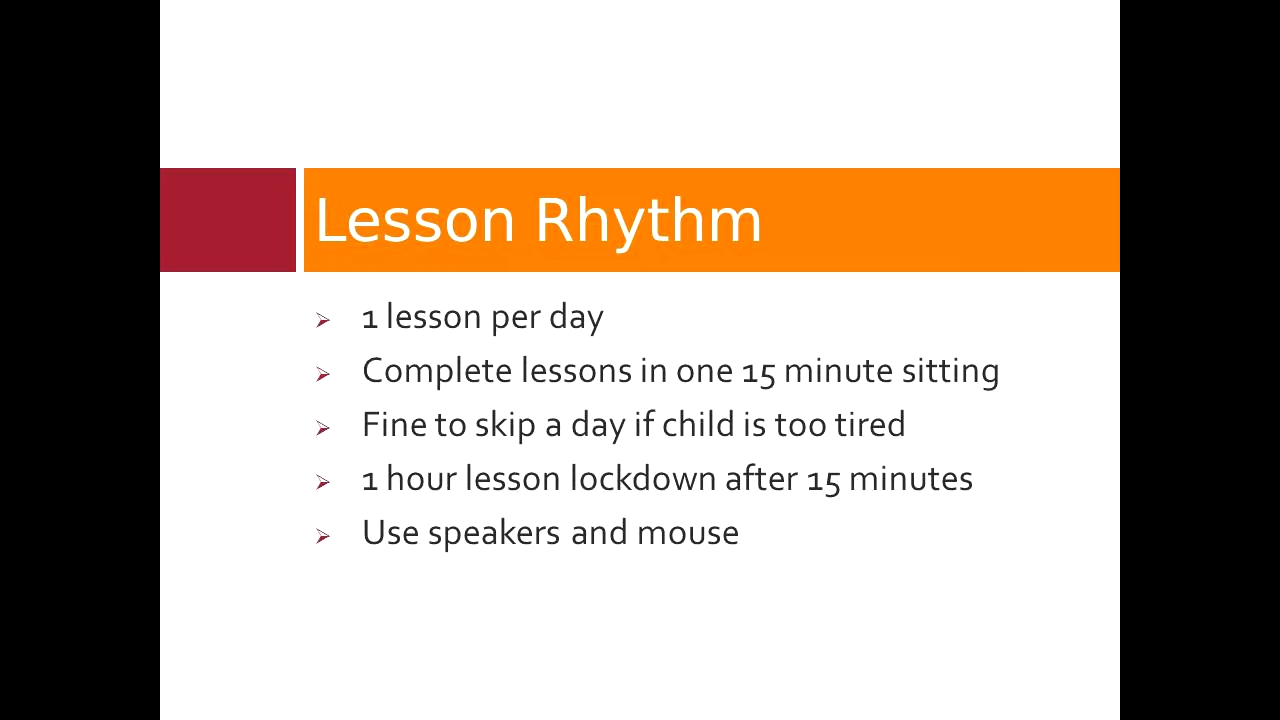 Lesson Rhythm
1 lesson per day
Complete lessons in one 15 minute sitting
Fine to skip a day if child is too tired
1 hour lesson lockdown after 15 minutes
Use speakers and mouse